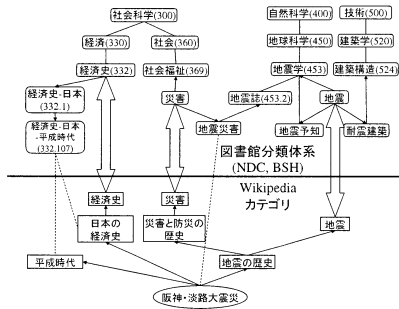 社会科学(300)
自然科学(400)
技術(500)
経済(330)
社会(360)
地球科学(450)
建築学(520)
経済史(332)
社会福祉(369)
地震学(453)
建築構造(524)
経済史-日本
(332.1)
災害
地震誌(453.2)
地震
経済史-日本
-平成時代
(332.107)
地震災害
地震予知
耐震建築
図書館分類体系
(NDC, BSH)
Wikipedia
カテゴリ
経済史
災害
地震
日本の
経済史
災害と防災の
歴史
平成時代
地震の歴史
阪神・淡路大震災